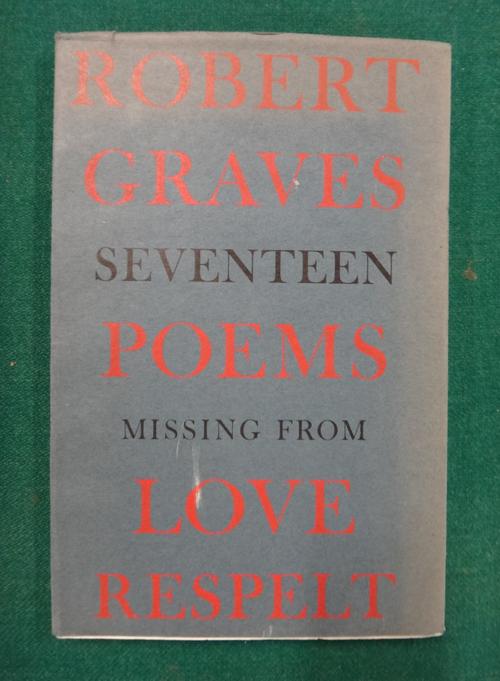 ROBERT
GRAVES
SEVENTEEN
POEMS
MISSING FROM
LOVE
RESPELT